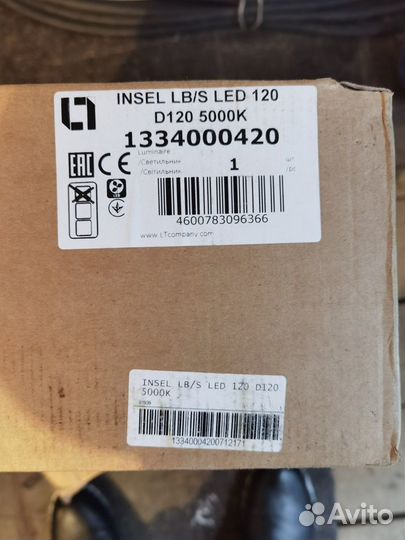 INSEL LB/S LED 120
D120 5000K
1334000420
Luminaire
/Светильник
/Світильник
1
шт
/pc
EAC CE
4600783096366
www.LTcompany.com
INSEL LB/S LED 120 D120
5000K
13340004200712171
Avito